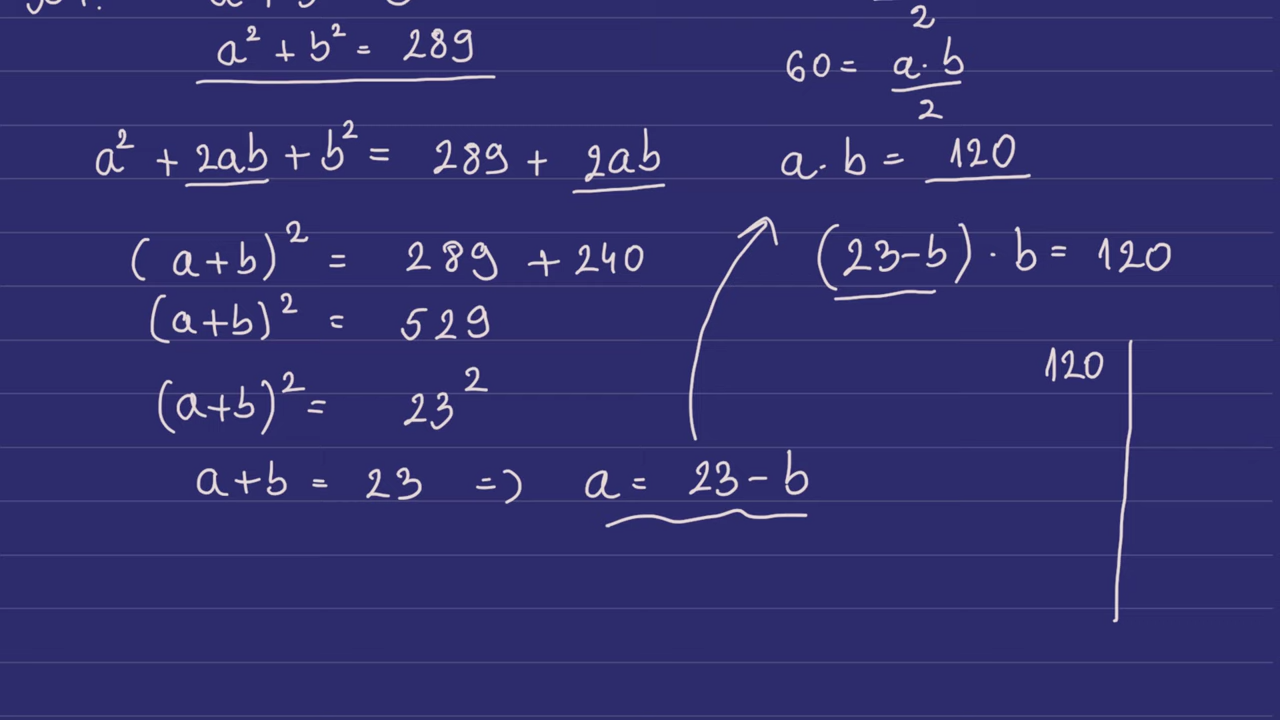 a² + b² = 289
a² + 2ab + b² = 289 + 2ab
(a+b)² = 289 + 240
(a+b)² = 529
(a+b)² = 23²
a+b = 23 => a = 23 - b
2
60 = a · b
2
a · b = 120
(23-b) · b = 120
120